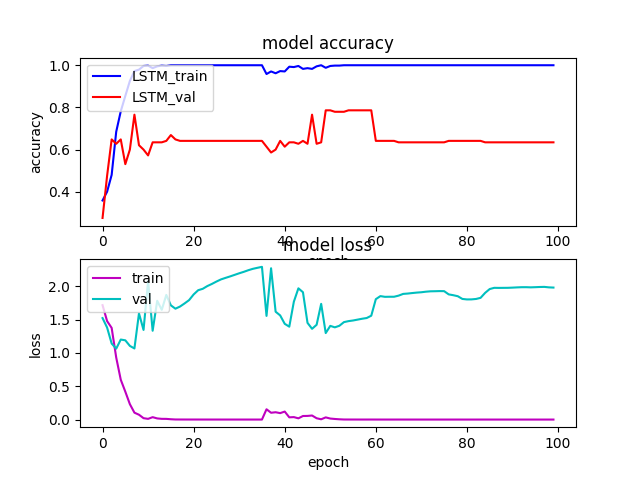 model accuracy
1.0
0.8
0.6
0.4
accuracy
LSTM_train
LSTM_val
0 20 40 60 80 100
epoch
model loss
2.0
1.5
1.0
0.5
0.0
loss
train
val
0 20 40 60 80 100
epoch